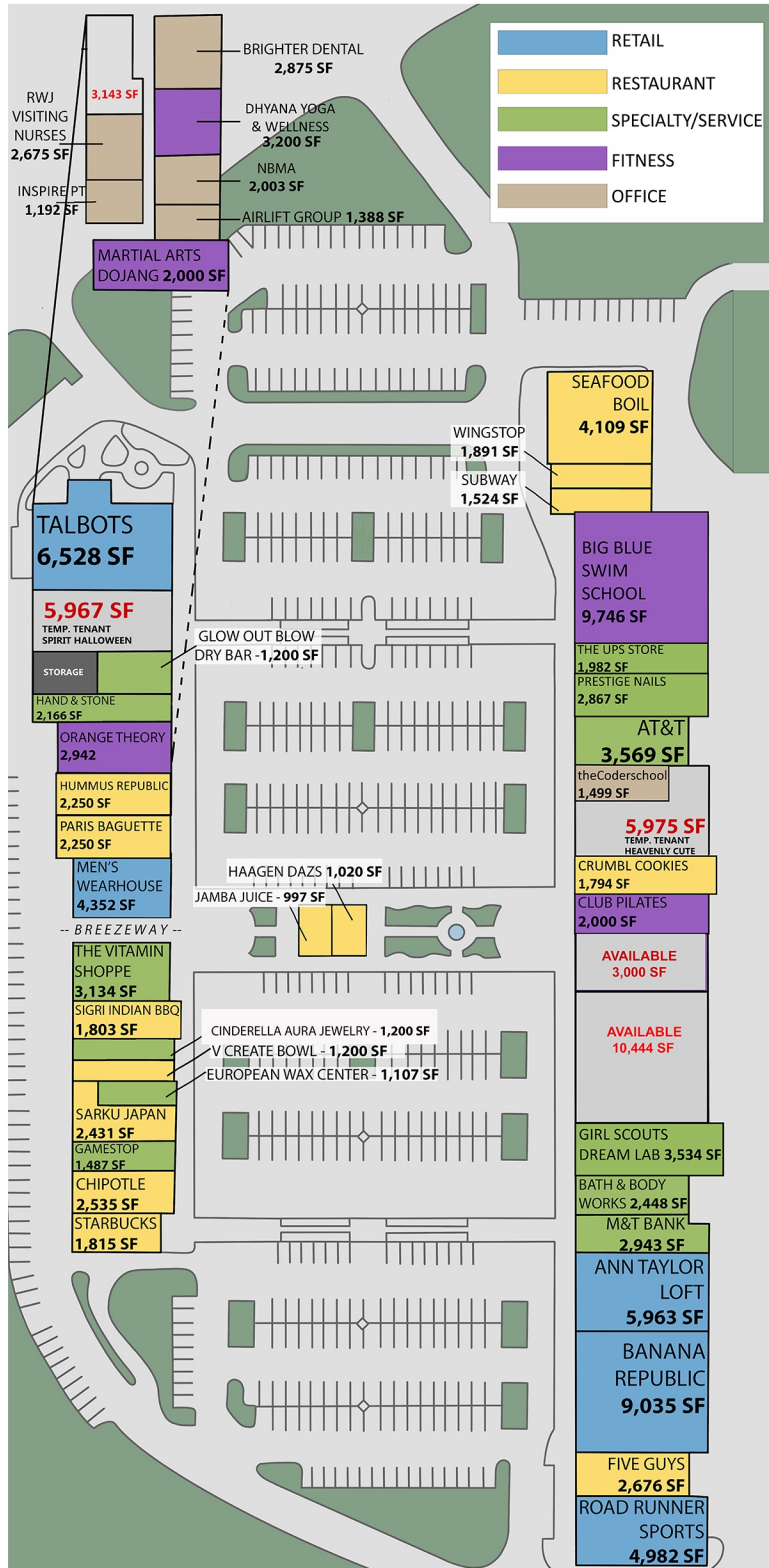 RETAIL
RESTAURANT
SPECIALTY/SERVICE
FITNESS
OFFICE
3,143 SF
RWJ
VISITING
NURSES
2,675 SF
INSPIRE PT
1,192 SF
BRIGHTER DENTAL
2,875 SF
DHYANA YOGA
& WELLNESS
3,200 SF
NBMA
2,003 SF
AIRLIFT GROUP 1,388 SF
MARTIAL ARTS
DOJANG 2,000 SF
TALBOTS
6,528 SF
5,967 SF
TEMP. TENANT
SPIRIT HALLOWEEN
STORAGE
GLOW OUT BLOW
DRY BAR -1,200 SF
HAND & STONE
2,166 SF
ORANGE THEORY
2,942
HUMMUS REPUBLIC
2,250 SF
PARIS BAGUETTE
2,250 SF
MEN'S
WEARHOUSE
4,352 SF
-- BREEZEWAY --
THE VITAMIN
SHOPPE
3,134 SF
SIGRI INDIAN BBQ
1,803 SF
CINDERELLA AURA JEWELRY - 1,200 SF
V CREATE BOWL - 1,200 SF
EUROPEAN WAX CENTER - 1,107 SF
SARKU JAPAN
2,431 SF
GAMESTOP
1,487 SF
CHIPOTLE
2,535 SF
STARBUCKS
1,815 SF
HAAGEN DAZS 1,020 SF
JAMBA JUICE - 997 SF
SEAFOOD
BOIL
4,109 SF
WINGSTOP
1,891 SF
SUBWAY
1,524 SF
BIG BLUE
SWIM
SCHOOL
9,746 SF
THE UPS STORE
1,982 SF
PRESTIGE NAILS
2,867 SF
AT&T
3,569 SF
theCoderschool
1,499 SF
5,975 SF
TEMP. TENANT
HEAVENLY CUTE
CRUMBL COOKIES
1,794 SF
CLUB PILATES
2,000 SF
AVAILABLE
3,000 SF
AVAILABLE
10,444 SF
GIRL SCOUTS
DREAM LAB 3,534 SF
BATH & BODY
WORKS 2,448 SF
M&T BANK
2,943 SF
ANN TAYLOR
LOFT
5,963 SF
BANANA
REPUBLIC
9,035 SF
FIVE GUYS
2,676 SF
ROAD RUNNER
SPORTS
4,982 SF